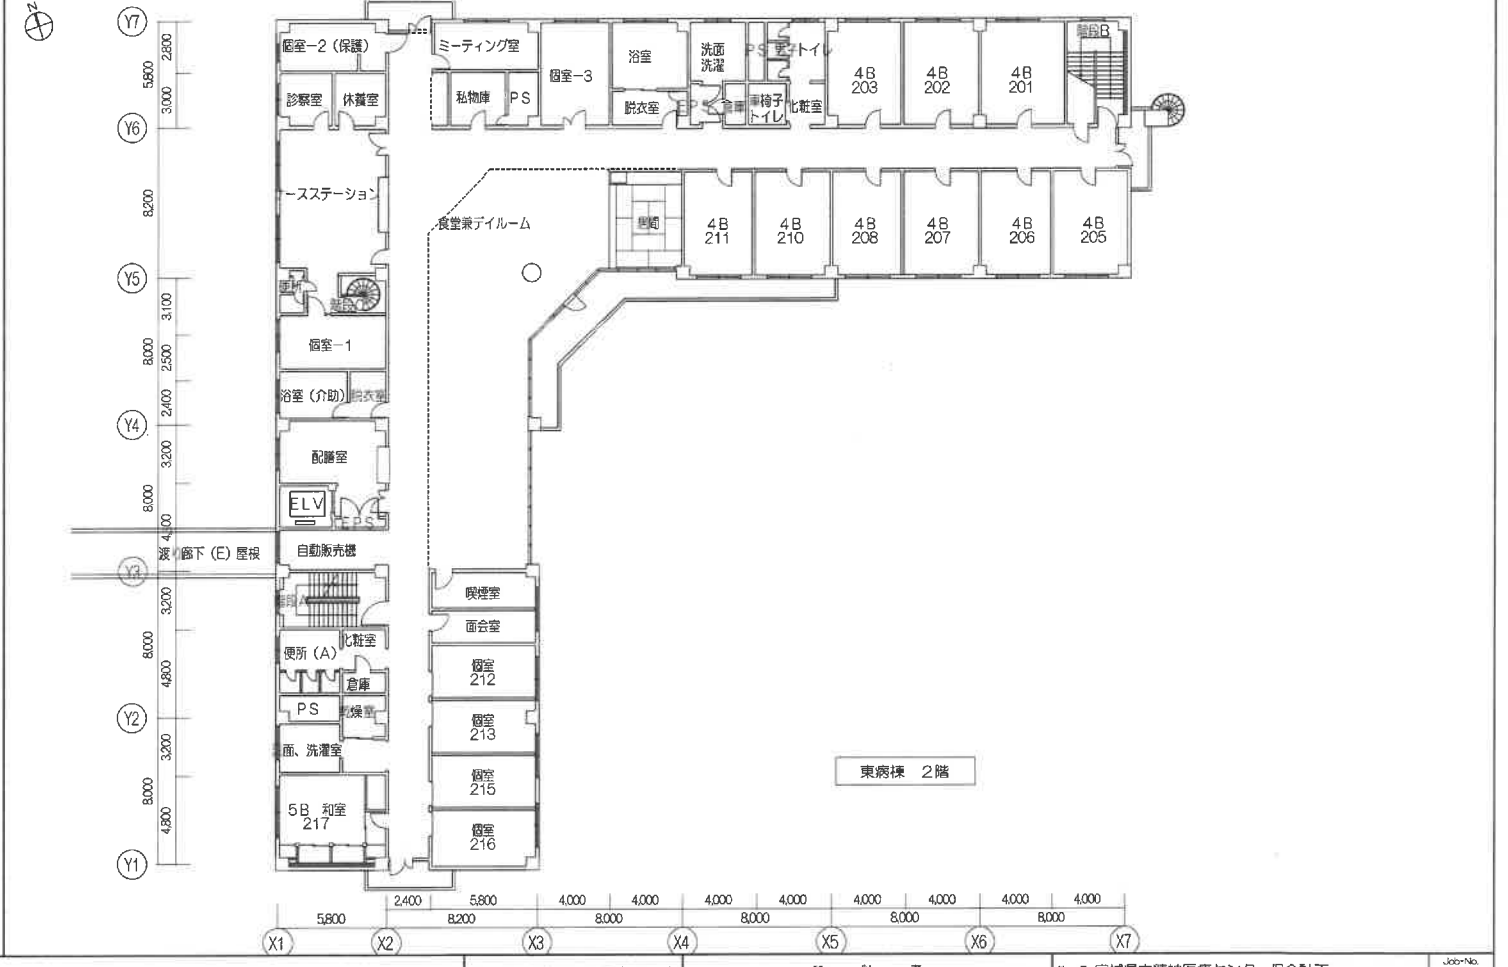 N
Y7
2,800
5,800
3,000
Y6
8,200
Y5
3,100
8,000
2,500
2,400
Y4
3,200
8,000
4,800
Y3
3,200
8,000
4,800
Y2
3,200
8,000
4,800
Y1
個室-2（保護）
ミーティング室
個室-3
浴室
洗面
洗濯
PS
男子トイレ
4B
203
4B
202
4B
201
階段B
診察室
休養室
私物庫
PS
脱衣室
倉庫
車椅子
トイレ
化粧室
ースステーション
食堂兼デイルーム
居間
4B
211
4B
210
4B
208
4B
207
4B
206
4B
205
便所
階段C
個室-1
浴室（介助）
脱衣室
配膳室
ELV
EPS
渡り廊下（E）屋根
自動販売機
階段A
喫煙室
面会室
便所（A）
化粧室
倉庫
個室
212
PS
乾燥室
個室
213
面、洗濯室
個室
215
5B 和室
217
個室
216
東病棟 2階
2,400
5,800
4,000
4,000
4,000
4,000
4,000
4,000
4,000
4,000
5,800
8,200
8,000
8,000
8,000
8,000
X1
X2
X3
X4
X5
X6
X7
Job-No.